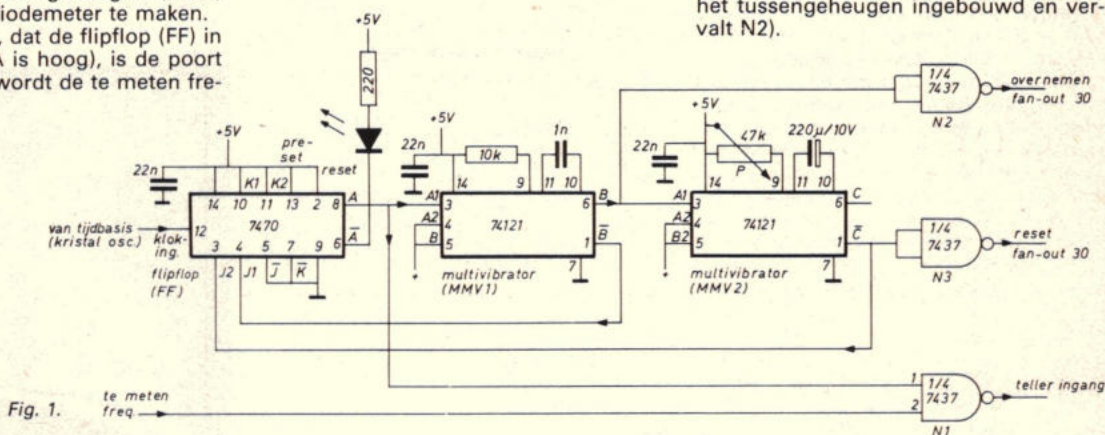 iodemeter te maken.
, dat de flipflop (FF) in
A is hoog), is de poort
wordt de te meten fre-
het tussengeheugen ingebouwd en ver-
valt N2).
+5V
220
+5V
pre-
set
reset
22n
K1
K2
14
10
11
13
2
8
A
van tijdbasis
(kristal osc.)
12
klok-
ing.
7470
flipflop
(FF)
3
4
5
7
9
6
A̅
J2
J1
J̅
K̅
+5V
22n
10k
1n
14
9
11
10
A1
3
A2
4
B
5
74121
6
B
1
B̅
7
+
multivibrator
(MMV1)
+5V
22n
47k
P
220µ/10V
14
9
11
10
A1
3
A2
4
B2
5
74121
6
C
1
C̅
7
+
multivibrator
(MMV2)
1/4
7437
N2
overnemen
fan-out 30
1/4
7437
N3
reset
fan-out 30
1
2
1/4
7437
N1
teller ingang
Fig. 1.
te meten
freq.